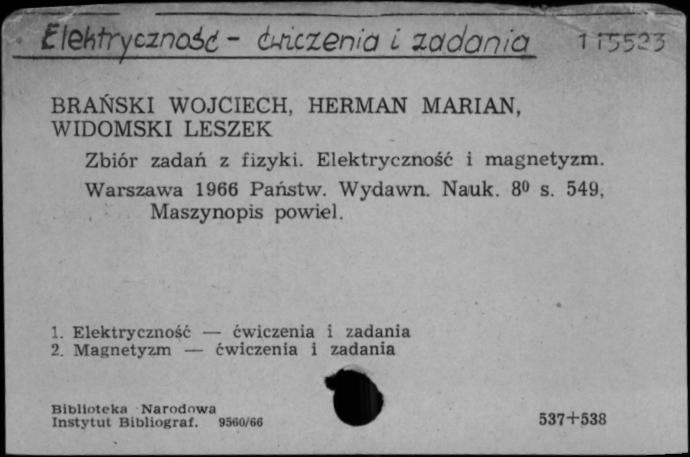 Elektryczność - ćwiczenia i zadania 115523
BRAŃSKI WOJCIECH, HERMAN MARIAN,
WIDOMSKI LESZEK
Zbiór zadań z fizyki. Elektryczność i magnetyzm.
Warszawa 1966 Państw. Wydawn. Nauk. 8⁰ s. 549,
Maszynopis powiel.
1. Elektryczność — ćwiczenia i zadania
2. Magnetyzm — ćwiczenia i zadania
Biblioteka Narodowa
Instytut Bibliograf. 9560/66
537+538